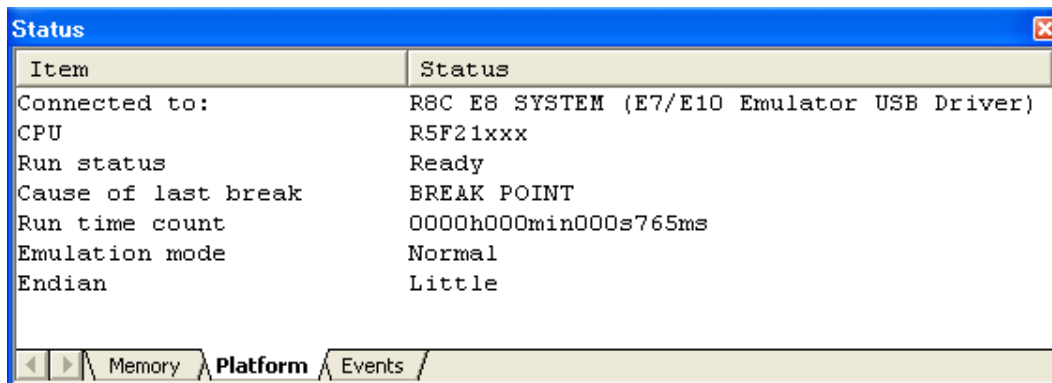 Status
Item Status
Connected to: R8C E8 SYSTEM (E7/E10 Emulator USB Driver)
CPU R5F21xxx
Run status Ready
Cause of last break BREAK POINT
Run time count 0000h000min000s765ms
Emulation mode Normal
Endian Little
Memory Platform Events